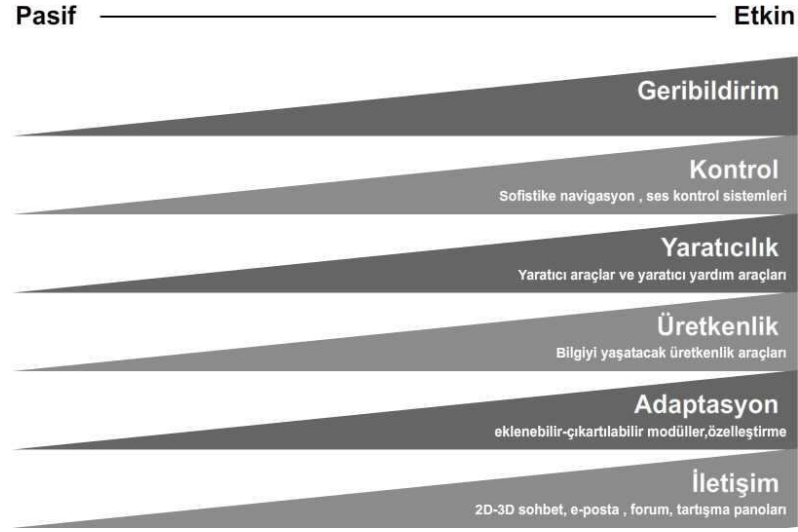 Pasif Etkin
Geribildirim
Kontrol
Sofistike navigasyon , ses kontrol sistemleri
Yaratıcılık
Yaratıcı araçlar ve yaratıcı yardım araçları
Üretkenlik
Bilgiyi yaşatacak üretkenlik araçları
Adaptasyon
eklenebilir-çıkartılabilir modüller,özelleştirme
İletişim
2D-3D sohbet, e-posta , forum, tartışma panoları